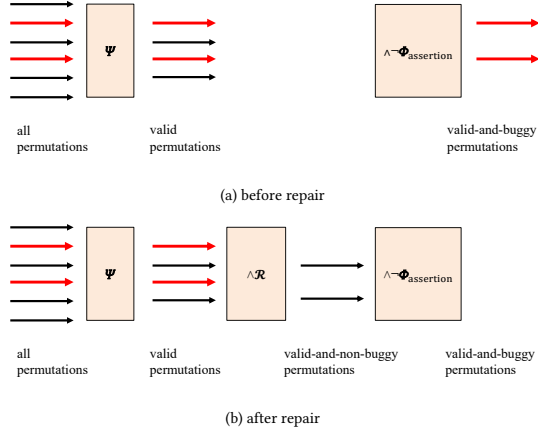 Ψ
∧¬Φassertion
all
permutations
valid
permutations
valid-and-buggy
permutations
(a) before repair
Ψ
∧R
∧¬Φassertion
all
permutations
valid
permutations
valid-and-non-buggy
permutations
valid-and-buggy
permutations
(b) after repair